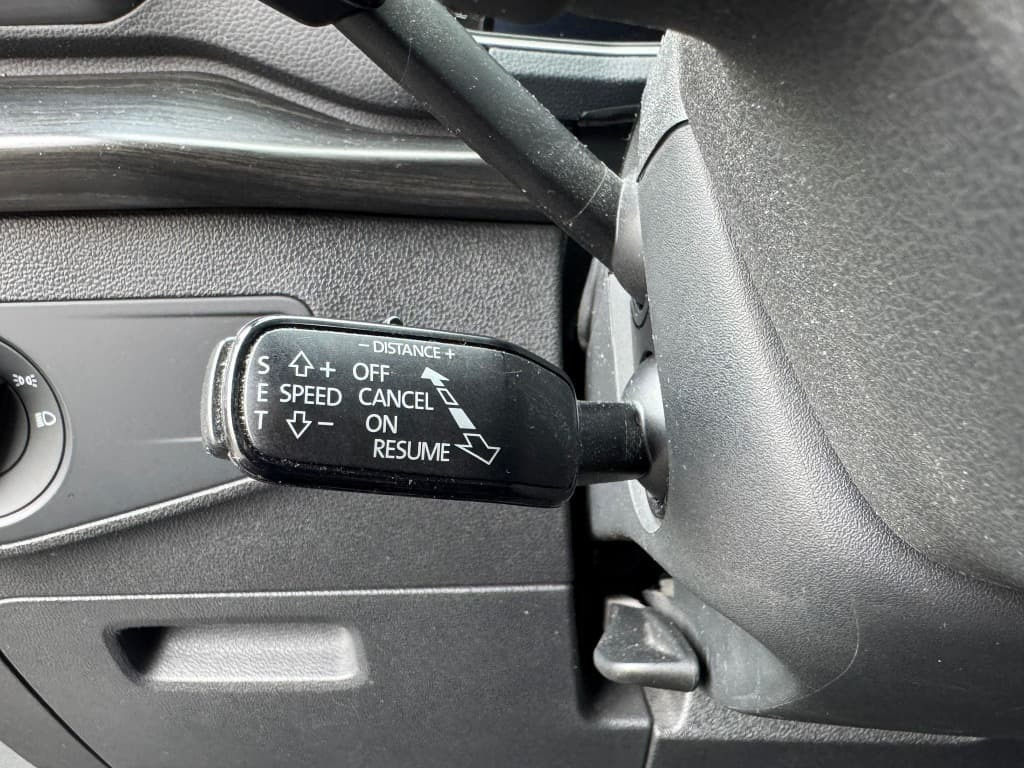 − DISTANCE +
S + OFF
E SPEED CANCEL
T − ON
RESUME